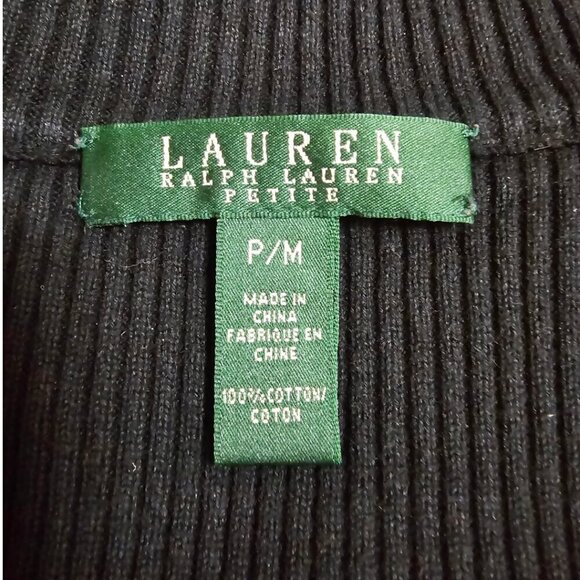 LAUREN
RALPH LAUREN
PETITE
P/M
MADE IN
CHINA
FABRIQUE EN
CHINE
100%COTTON/
COTON